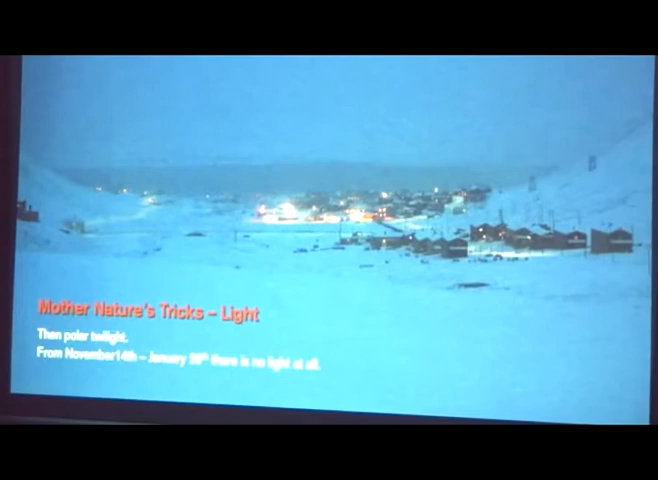 Mother Nature's Tricks – Light
Then polar twilight.
From November14th – January 29th there is no light at all.